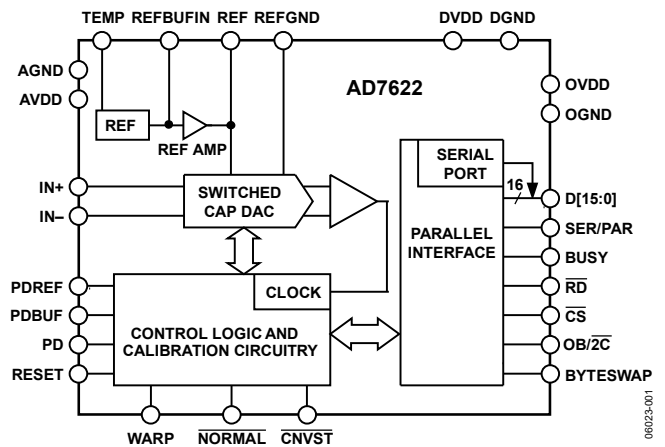 TEMP REFBUFIN REF REFGND DVDD DGND
AGND
AVDD
AD7622
OVDD
OGND
REF
REF AMP
SERIAL
PORT
16
IN+
IN–
SWITCHED
CAP DAC
PARALLEL
INTERFACE
D[15:0]
SER/PAR
BUSY
RD
CS
OB/2C
BYTESWAP
PDREF
PDBUF
PD
RESET
CLOCK
CONTROL LOGIC AND
CALIBRATION CIRCUITRY
WARP NORMAL CNVST
06023-001